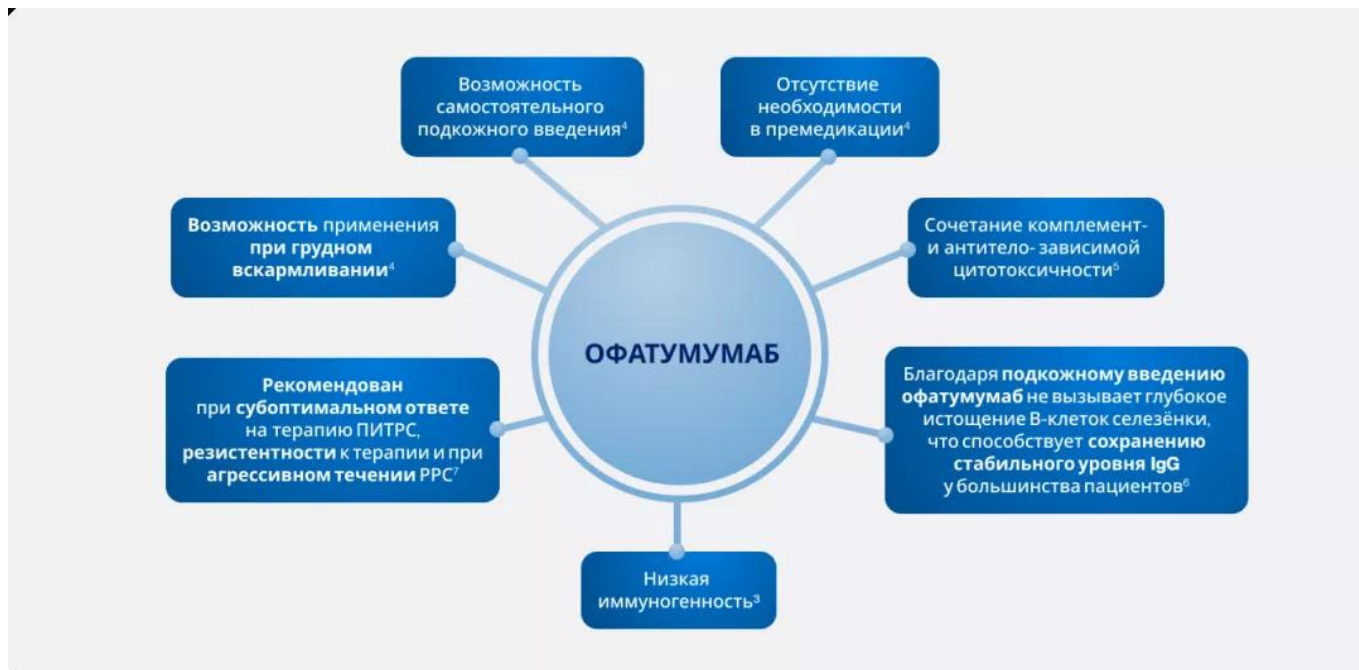 Возможность
самостоятельного
подкожного введения⁴
Отсутствие
необходимости
в премедикации⁴
Возможность применения
при грудном
вскармливании⁴
Сочетание комплемент-
и антитело- зависимой
цитотоксичности⁵
ОФАТУМУМАБ
Рекомендован
при субоптимальном ответе
на терапию ПИТРС,
резистентности к терапии и при
агрессивном течении РРС⁷
Благодаря подкожному введению
офатумумаб не вызывает глубокое
истощение В-клеток селезёнки,
что способствует сохранению
стабильного уровня IgG
у большинства пациентов⁶
Низкая
иммуногенность³